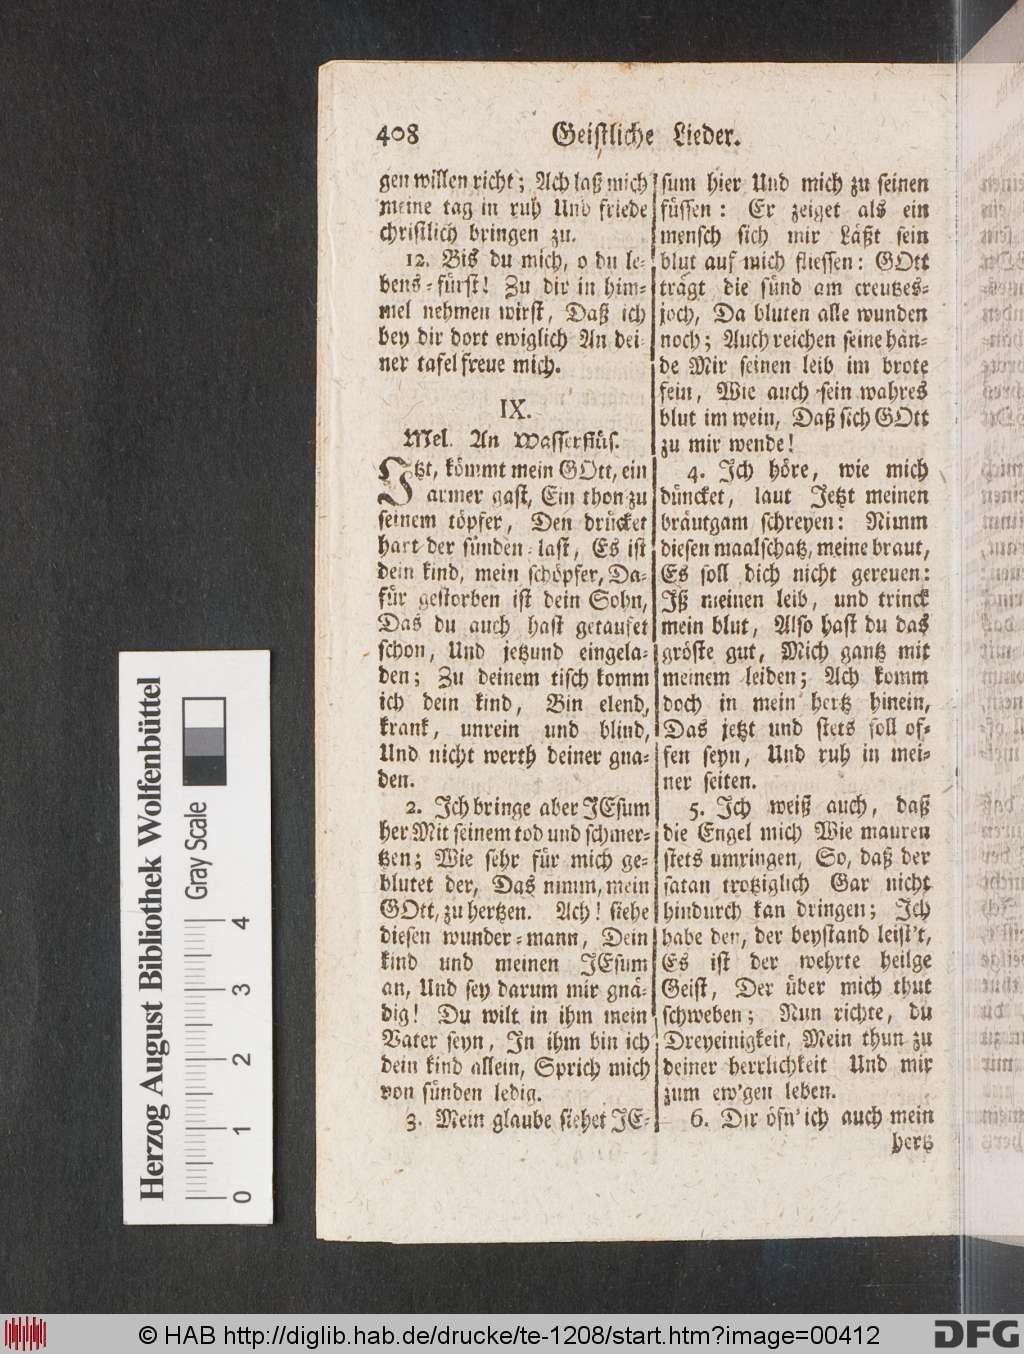 408 Geistliche Lieder.
gen willen richt; Ach laß mich
meine tag in ruh Und friede
christlich bringen zu.
12. Bis du mich, o du le-
bens-fürst! Zu dir in him-
mel nehmen wirst, Daß ich
bey dir dort ewiglich An dei-
ner tafel freue mich.
IX.
Mel. An Wasserflüs.
Itzt, kömmt mein GOtt, ein
armer gast, Ein thon zu
seinem töpfer, Den drücket
hart der sünden-last, Es ist
dein kind, mein schöpfer, Da-
für gestorben ist dein Sohn,
Das du auch hast getaufet
schon, Und jetzund eingela-
den; Zu deinem tisch komm
ich dein kind, Bin elend,
krank, unrein und blind,
Und nicht werth deiner gna-
den.
2. Ich bringe aber JEsum
her Mit seinem tod und schmer-
tzen; Wie sehr für mich ge-
blutet der, Das nimm, mein
GOtt, zu hertzen. Ach! siehe
diesen wunder-mann, Dein
kind und meinen JEsum
an, Und sey darum mir gnä-
dig! Du wilt in ihm mein
Vater seyn, In ihm bin ich
dein kind allein, Sprich mich
von sünden ledig.
3. Mein glaube siehet JE-
sum hier Und mich zu seinen
füssen: Er zeiget als ein
mensch sich mir Läßt sein
blut auf mich fliessen: GOtt
trägt die sünd am creutzes-
joch, Da bluten alle wunden
noch; Auch reichen seine hän-
de Mir seinen leib im brote
fein, Wie auch sein wahres
blut im wein, Daß sich GOtt
zu mir wende!
4. Ich höre, wie mich
düncket, laut Jetzt meinen
bräutgam schreyen: Nimm
diesen maalschatz, meine braut,
Es soll dich nicht gereuen:
Iß meinen leib, und trinck
mein blut, Also hast du das
gröste gut, Mich gantz mit
meinem leiden; Ach komm
doch in mein hertz hinein,
Das jetzt und stets soll of-
fen seyn, Und ruh in mei-
ner seiten.
5. Ich weiß auch, daß
die Engel mich Wie mauren
stets umringen, So, daß der
satan trotziglich Gar nicht
hindurch kan dringen; Ich
habe den, der beystand leist't,
Es ist der wehrte heilge
Geist, Der über mich thut
schweben; Nun richte, du
Dreyeinigkeit, Mein thun zu
deiner herrlichkeit Und mir
zum ew'gen leben.
6. Dir öfn' ich auch mein
hertz
Herzog August Bibliothek Wolfenbüttel
Gray Scale
0 1 2 3 4
© HAB http://diglib.hab.de/drucke/te-1208/start.htm?image=00412
DFG